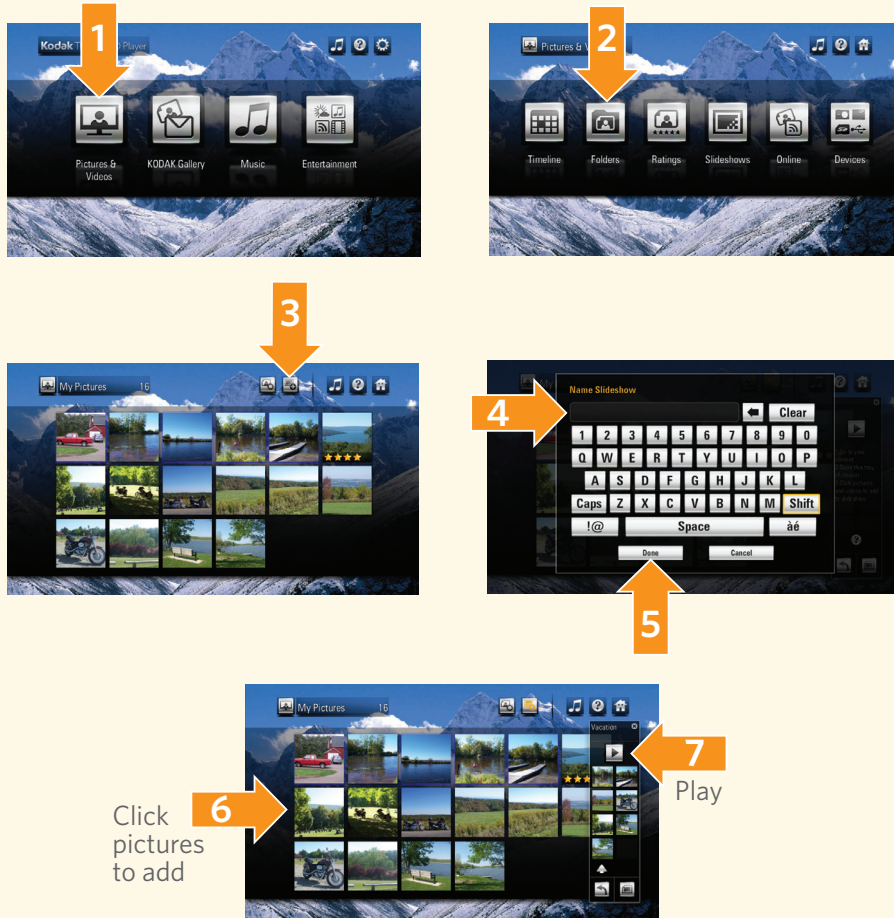 1
Kodak T D Player
Pictures &
Videos
KODAK Gallery
Music
Entertainment
2
Pictures & V
Timeline
Folders
Ratings
Slideshows
Online
Devices
3
My Pictures 16
4
Name Slideshow
Clear
1 2 3 4 5 6 7 8 9 0
Q W E R T Y U I O P
A S D F G H J K L
Caps Z X C V B N M Shift
!@ Space àé
Done Cancel
5
My Pictures 16
Vacation
6
Click
pictures
to add
7
Play